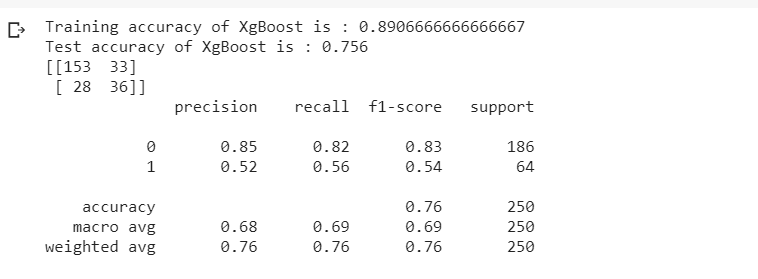 Training accuracy of XgBoost is : 0.8906666666666667
Test accuracy of XgBoost is : 0.756
[[153  33]
 [ 28  36]]
              precision    recall  f1-score   support

           0       0.85      0.82      0.83       186
           1       0.52      0.56      0.54        64

    accuracy                           0.76       250
   macro avg       0.68      0.69      0.69       250
weighted avg       0.76      0.76      0.76       250